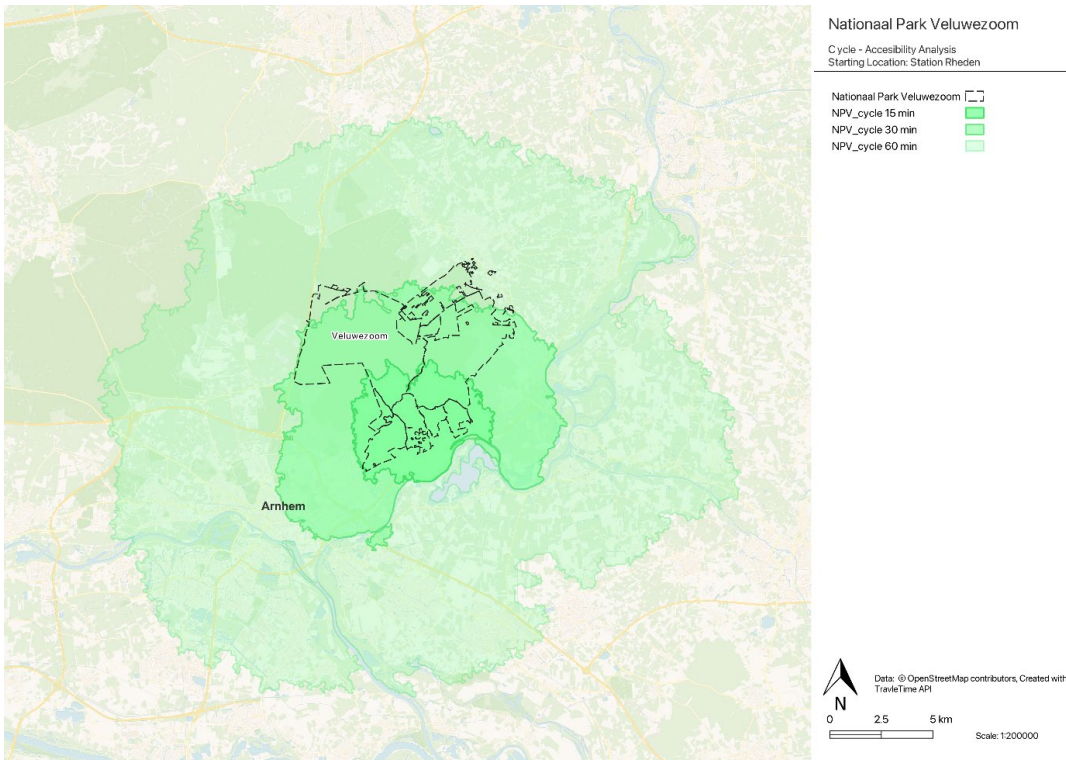 Nationaal Park Veluwezoom
Cycle - Accesibility Analysis
Starting Location: Station Rheden
Nationaal Park Veluwezoom
NPV_cycle 15 min
NPV_cycle 30 min
NPV_cycle 60 min
Veluwezoom
Arnhem
N
Data: © OpenStreetMap contributors, Created with
TravleTime API
0 2.5 5 km
Scale: 1:200000